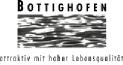 BOTTIGHOFEN
attraktiv mit hoher Lebensqualität